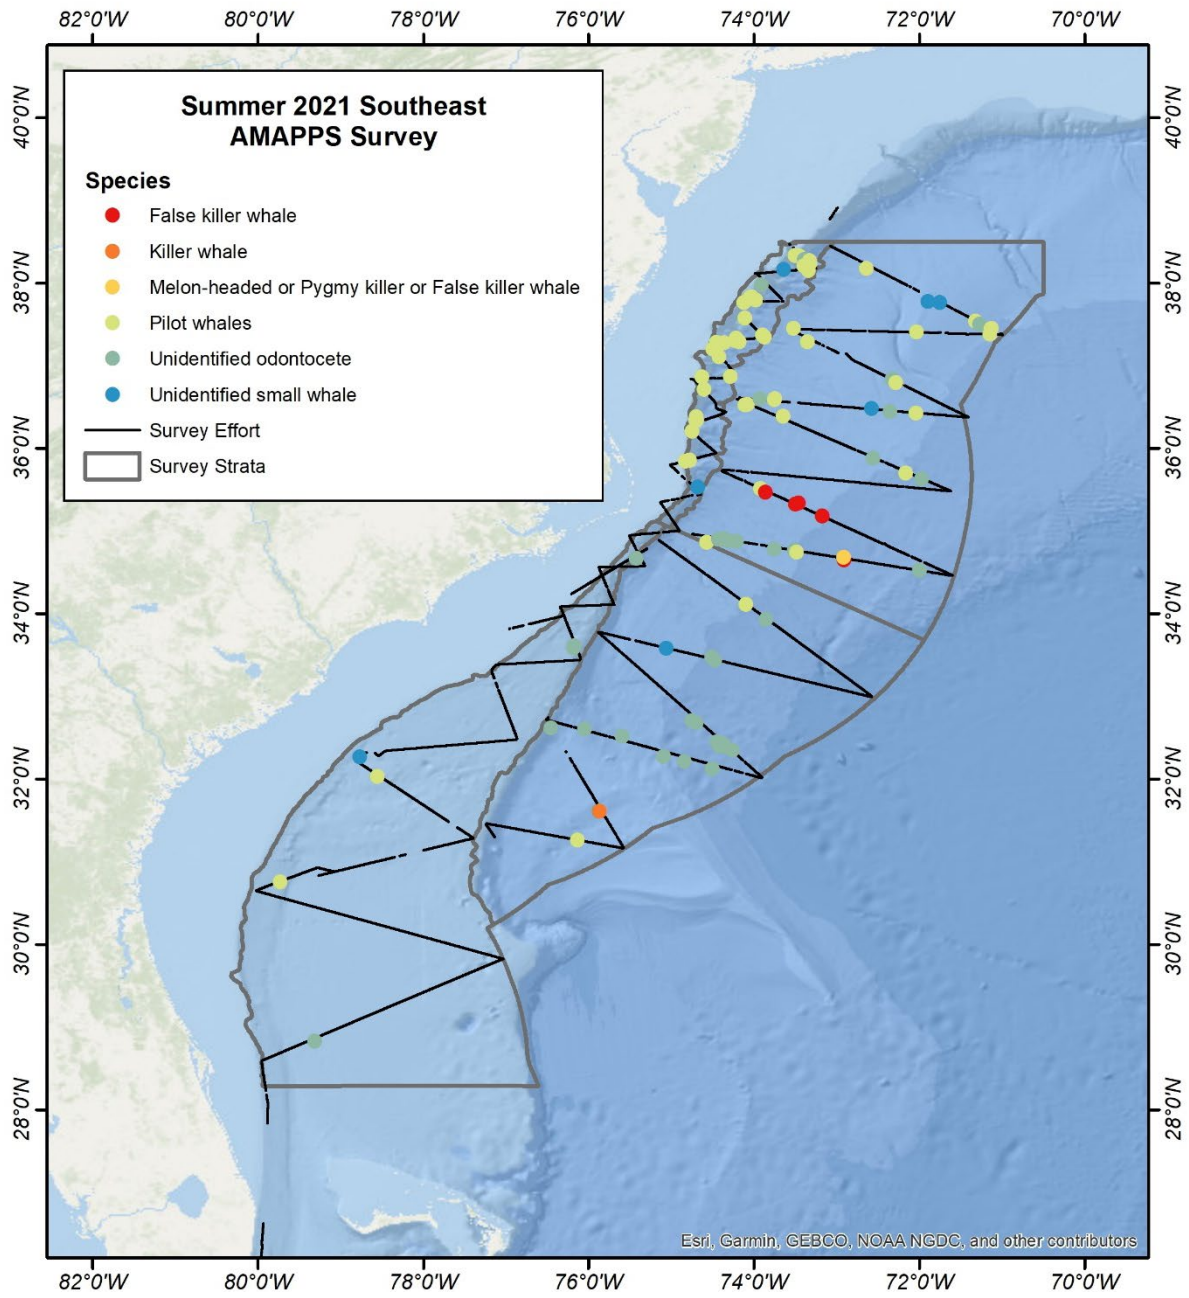 82°0'W 80°0'W 78°0'W 76°0'W 74°0'W 72°0'W 70°0'W
40°0'N 40°0'N
38°0'N 38°0'N
36°0'N 36°0'N
34°0'N 34°0'N
32°0'N 32°0'N
30°0'N 30°0'N
28°0'N 28°0'N
Summer 2021 Southeast
AMAPPS Survey
Species
False killer whale
Killer whale
Melon-headed or Pygmy killer or False killer whale
Pilot whales
Unidentified odontocete
Unidentified small whale
Survey Effort
Survey Strata
Esri, Garmin, GEBCO, NOAA NGDC, and other contributors
82°0'W 80°0'W 78°0'W 76°0'W 74°0'W 72°0'W 70°0'W